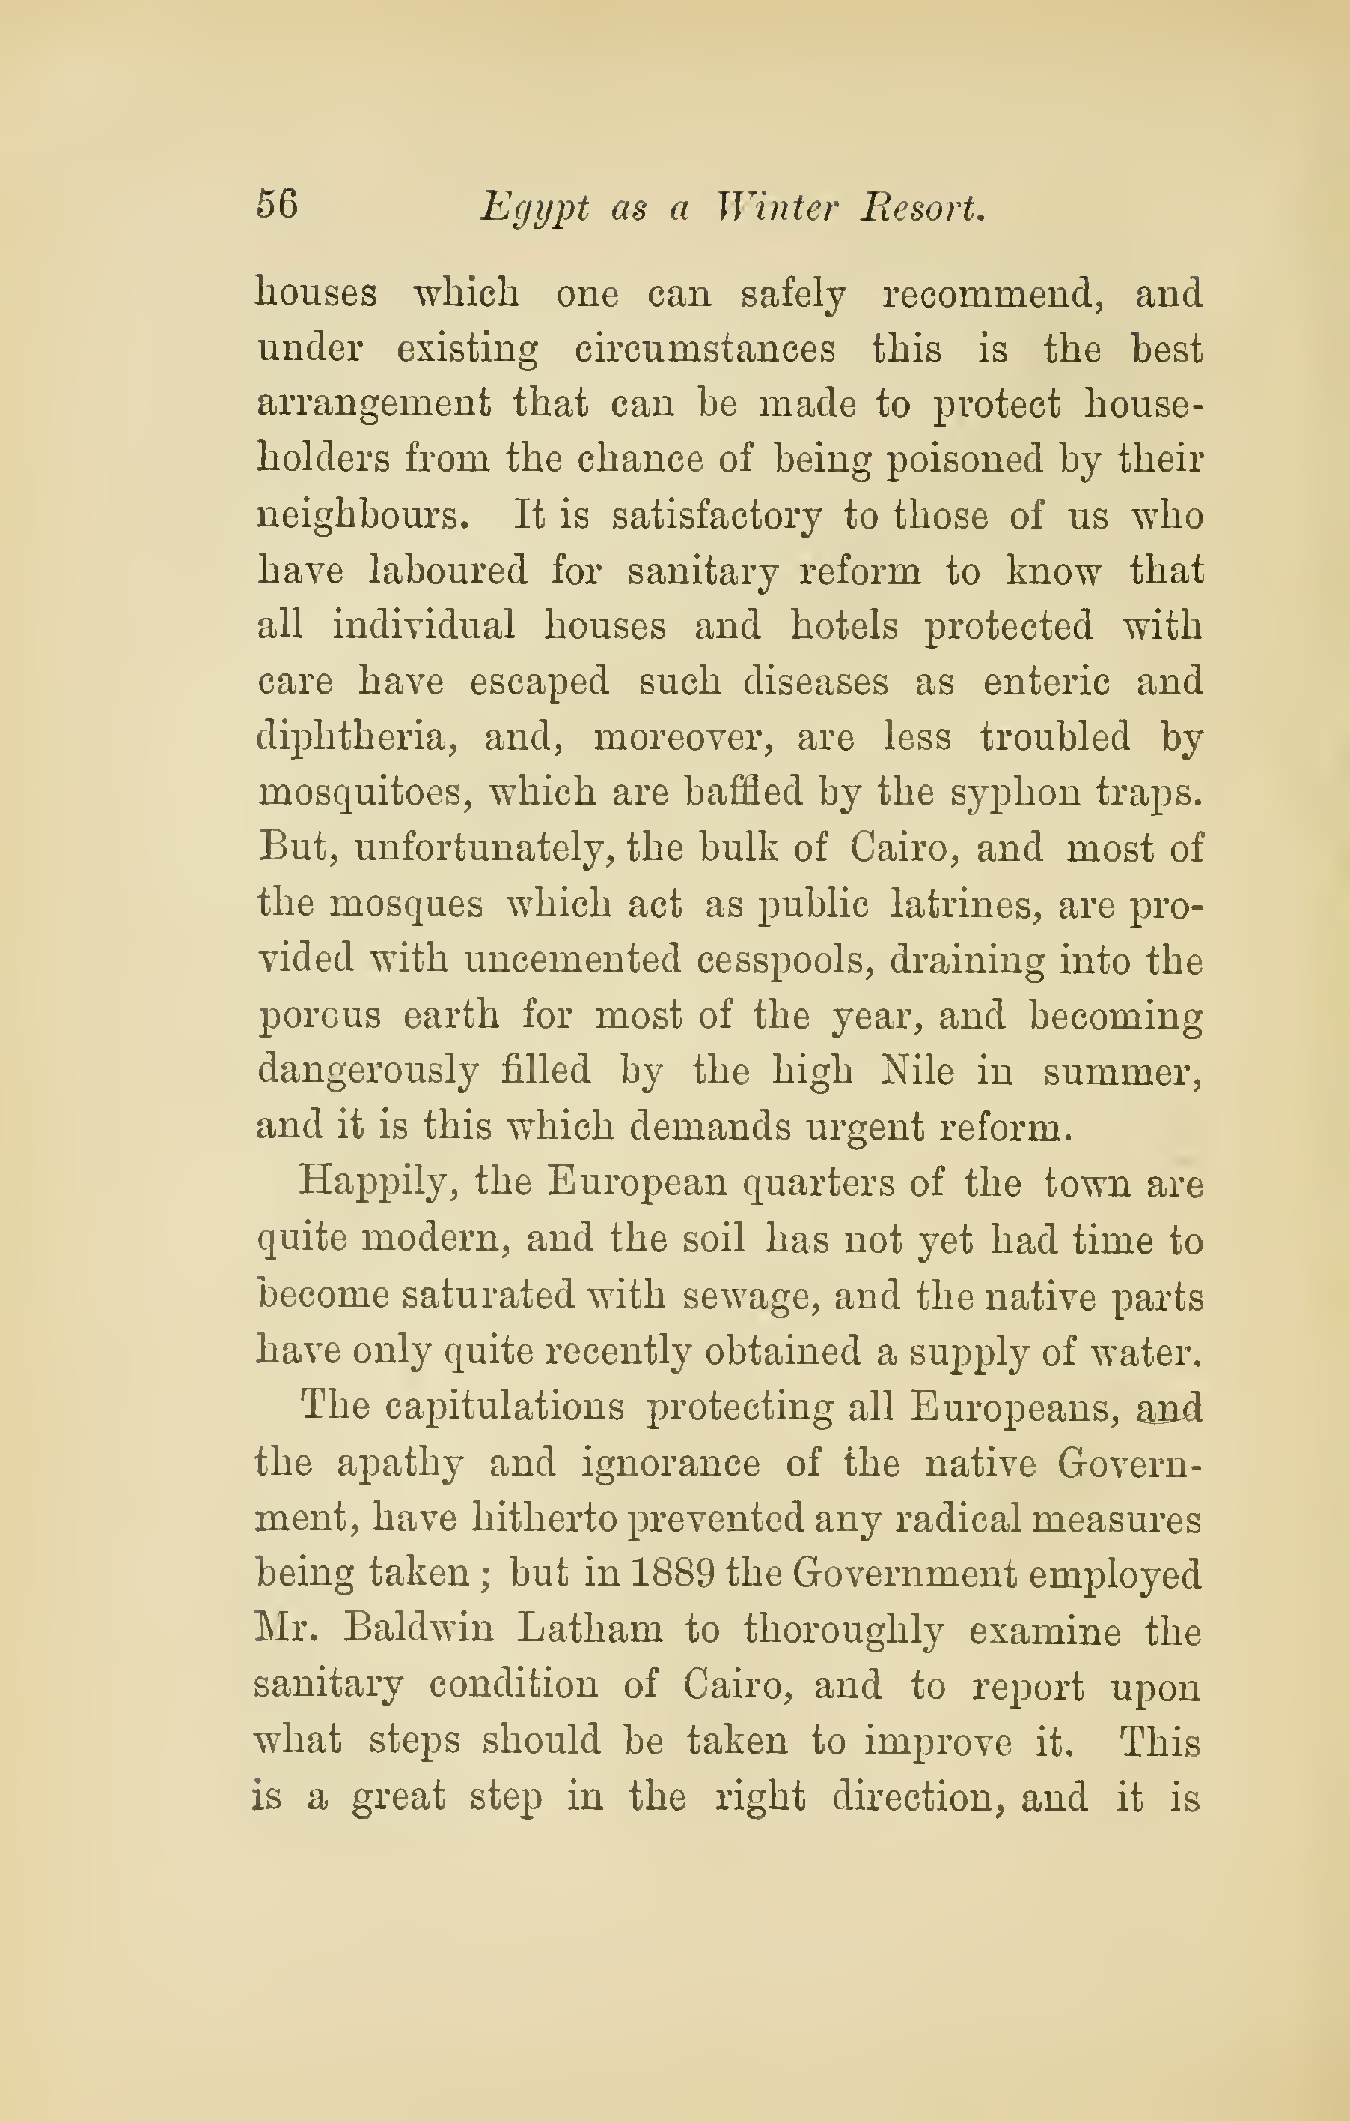 56 Egypt as a Winter Resort.
houses which one can safely recommend, and
under existing circumstances this is the best
arrangement that can be made to protect house-
holders from the chance of being poisoned by their
neighbours. It is satisfactory to those of us who
have laboured for sanitary reform to know that
all individual houses and hotels protected with
care have escaped such diseases as enteric and
diphtheria, and, moreover, are less troubled by
mosquitoes, which are baffled by the syphon traps.
But, unfortunately, the bulk of Cairo, and most of
the mosques which act as public latrines, are pro-
vided with uncemented cesspools, draining into the
porous earth for most of the year, and becoming
dangerously filled by the high Nile in summer,
and it is this which demands urgent reform.
Happily, the European quarters of the town are
quite modern, and the soil has not yet had time to
become saturated with sewage, and the native parts
have only quite recently obtained a supply of water.
The capitulations protecting all Europeans, and
the apathy and ignorance of the native Govern-
ment, have hitherto prevented any radical measures
being taken ; but in 1889 the Government employed
Mr. Baldwin Latham to thoroughly examine the
sanitary condition of Cairo, and to report upon
what steps should be taken to improve it. This
is a great step in the right direction, and it is